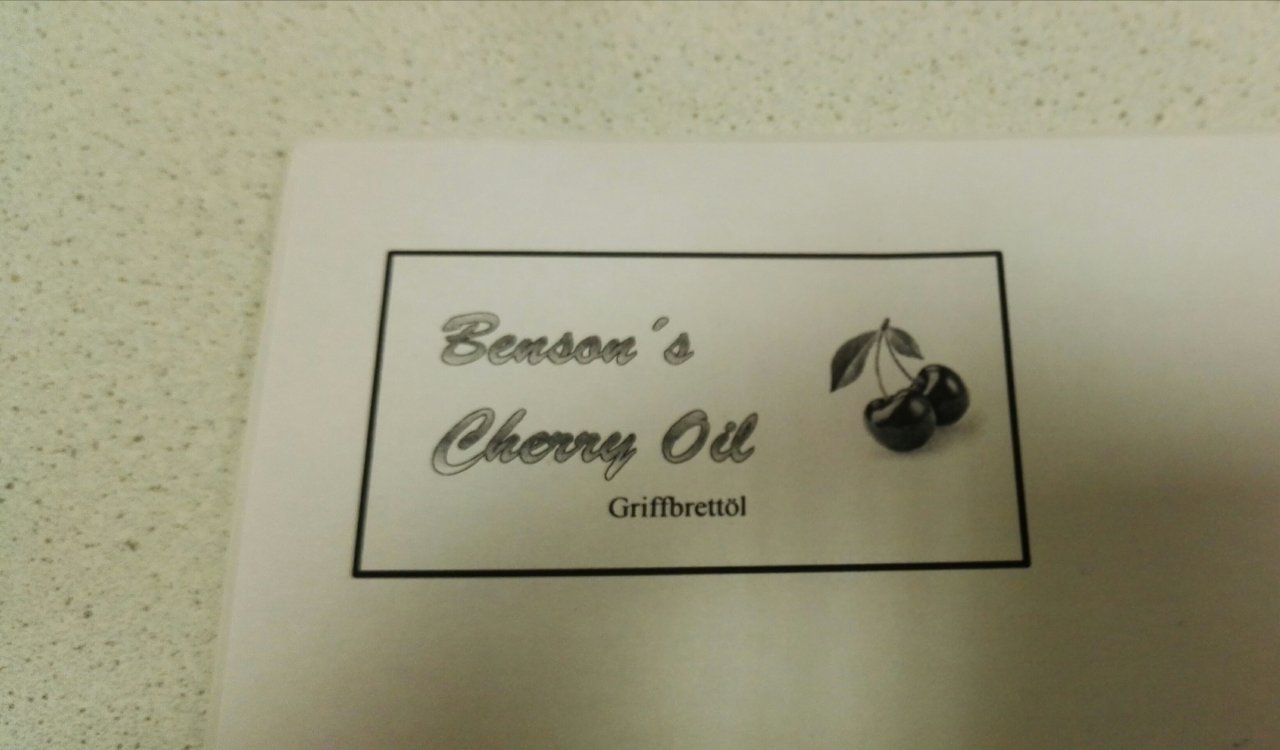 Benson´s
Cherry Oil
Griffbrettöl